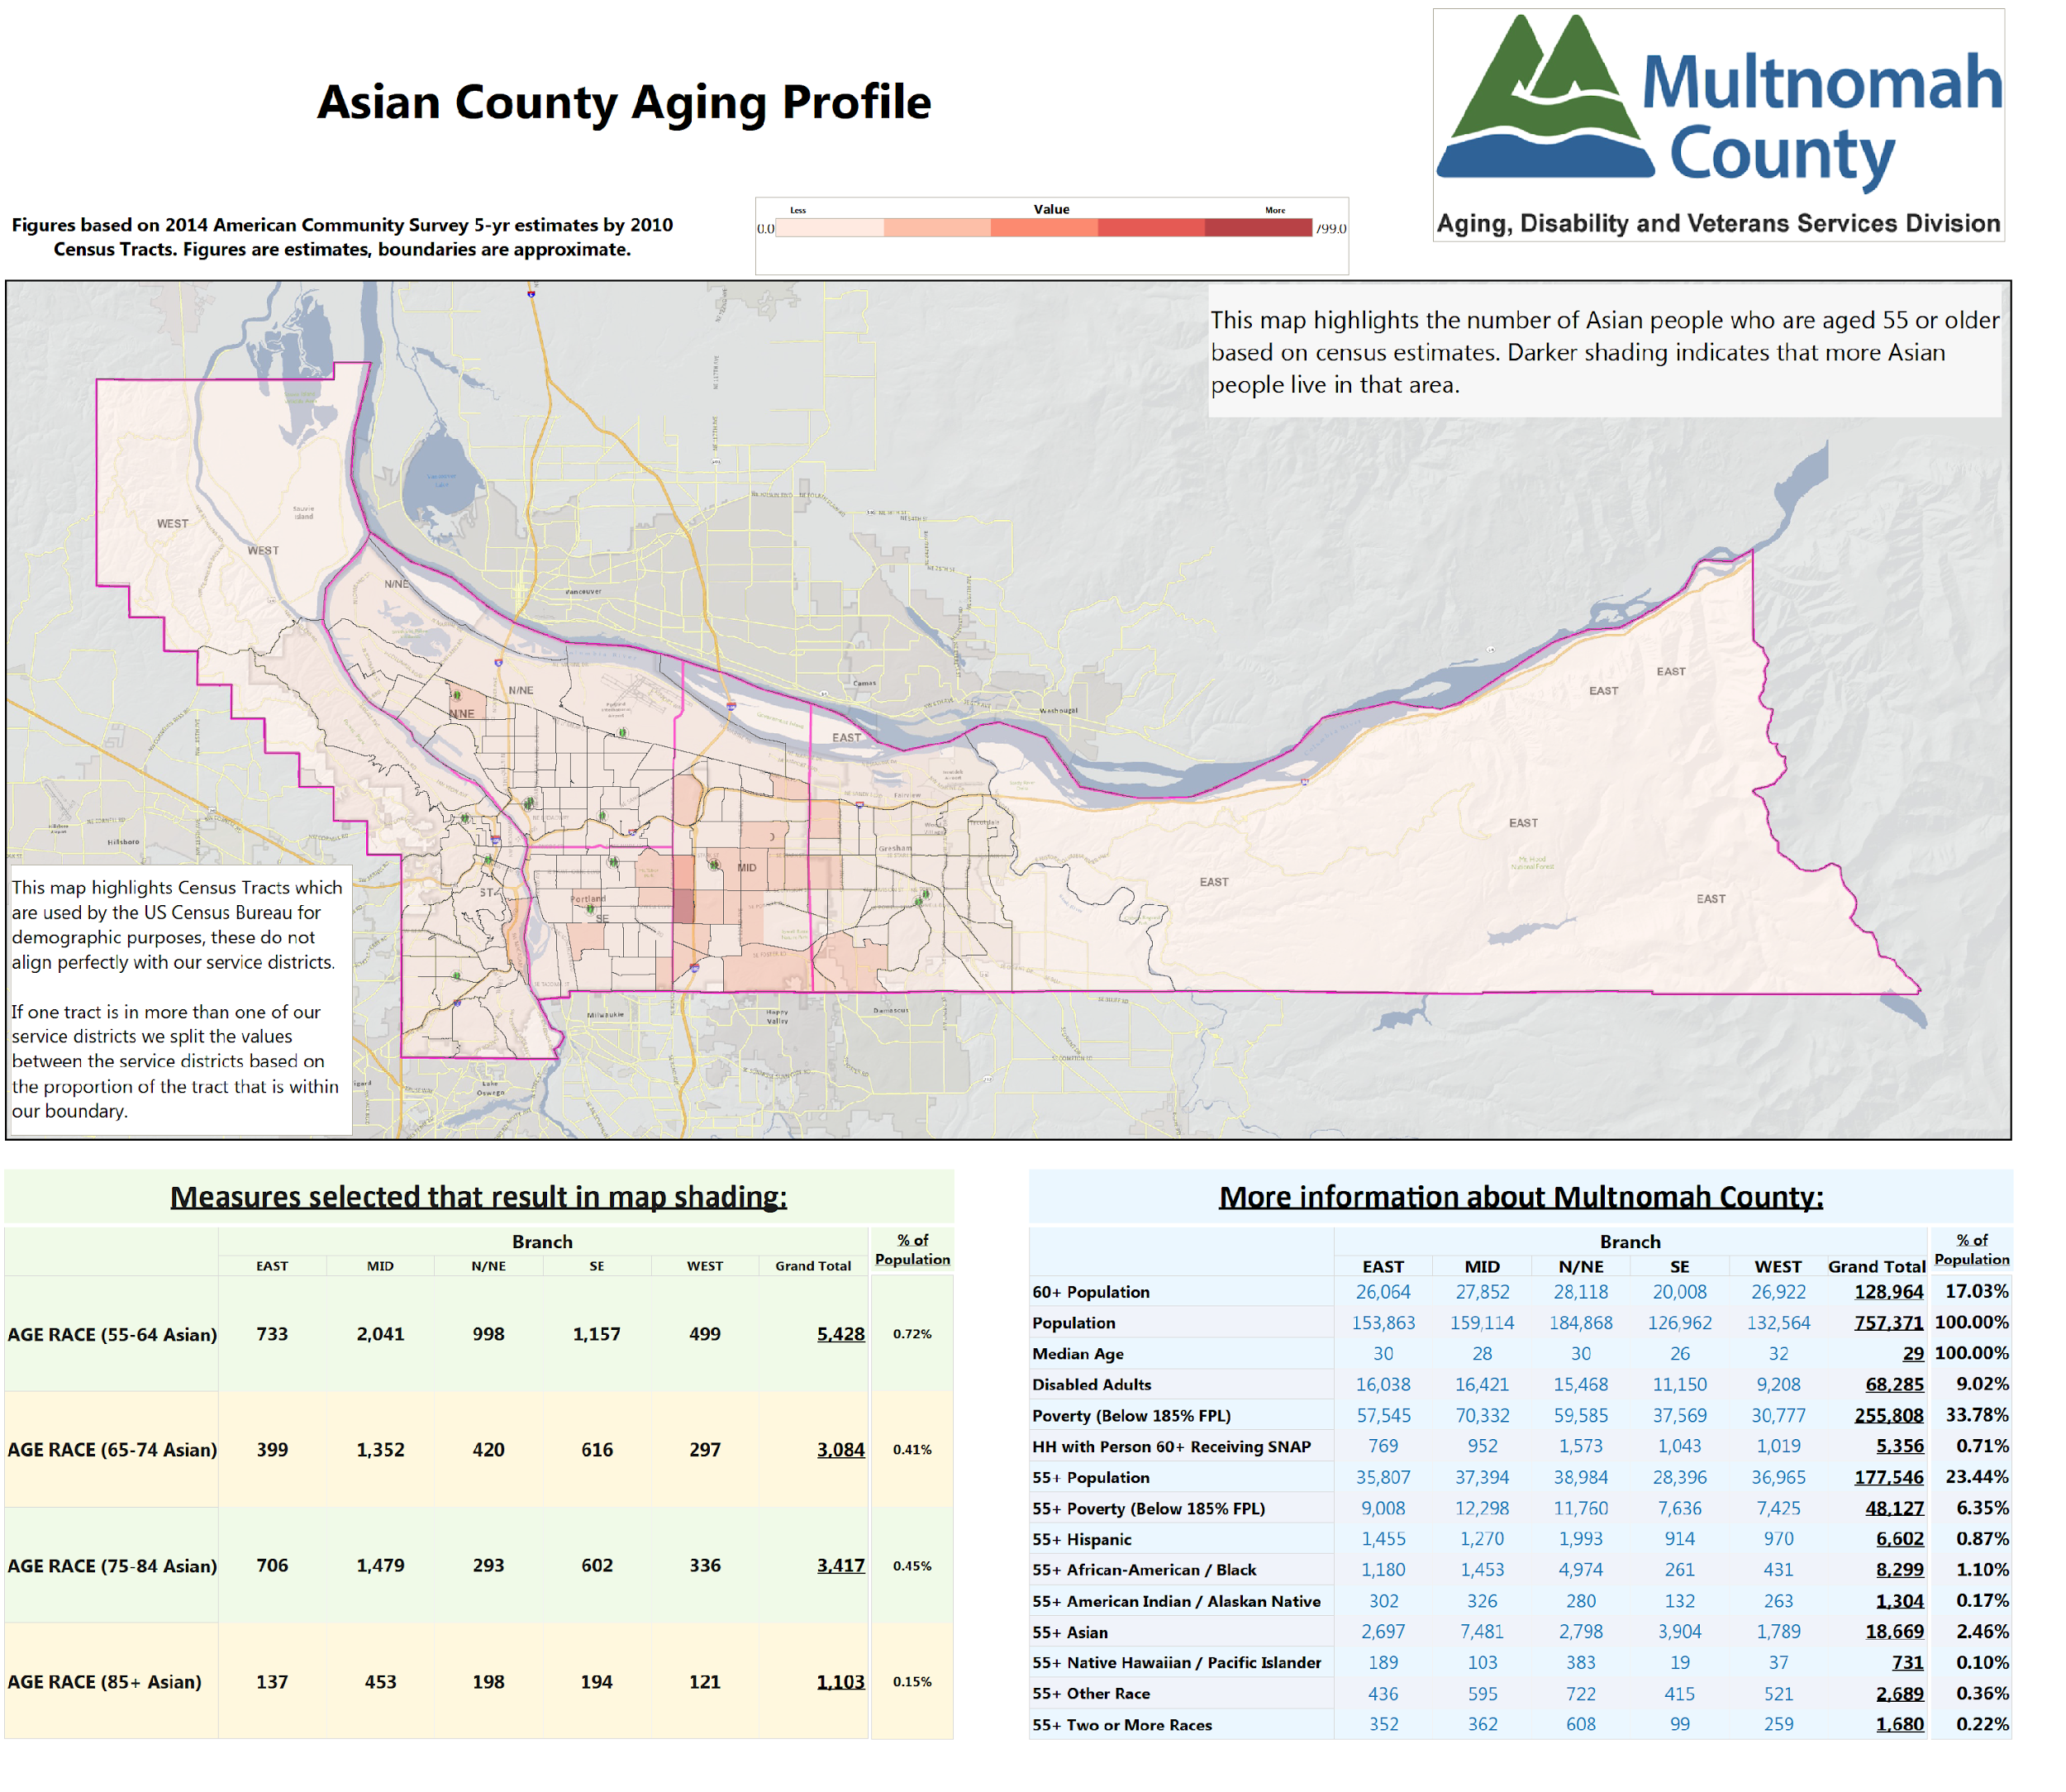 Asian County Aging Profile
Multnomah
County
Aging, Disability and Veterans Services Division
Figures based on 2014 American Community Survey 5-yr estimates by 2010
Census Tracts. Figures are estimates, boundaries are approximate.
Less Value More
0.0 799.0
This map highlights the number of Asian people who are aged 55 or older
based on census estimates. Darker shading indicates that more Asian
people live in that area.
WEST
WEST
Sauvie
Island
N/NE
Vancouver
N/NE
N/NE
Camas
Washougal
EAST
EAST
EAST
Hillsboro
Fairview
Troutdale
Gresham
MID
EAST
EAST
EAST
Mt Hood
National Forest
Portland
SE
Milwaukie
Happy
Valley
Damascus
Lake
Oswego
This map highlights Census Tracts which
are used by the US Census Bureau for
demographic purposes, these do not
align perfectly with our service districts.
If one tract is in more than one of our
service districts we split the values
between the service districts based on
the proportion of the tract that is within
our boundary.
Measures selected that result in map shading:
Branch % of Population
EAST MID N/NE SE WEST Grand Total
AGE RACE (55-64 Asian) 733 2,041 998 1,157 499 5,428 0.72%
AGE RACE (65-74 Asian) 399 1,352 420 616 297 3,084 0.41%
AGE RACE (75-84 Asian) 706 1,479 293 602 336 3,417 0.45%
AGE RACE (85+ Asian) 137 453 198 194 121 1,103 0.15%
More information about Multnomah County:
Branch % of Population
EAST MID N/NE SE WEST Grand Total
60+ Population 26,064 27,852 28,118 20,008 26,922 128,964 17.03%
Population 153,863 159,114 184,868 126,962 132,564 757,371 100.00%
Median Age 30 28 30 26 32 29 100.00%
Disabled Adults 16,038 16,421 15,468 11,150 9,208 68,285 9.02%
Poverty (Below 185% FPL) 57,545 70,332 59,585 37,569 30,777 255,808 33.78%
HH with Person 60+ Receiving SNAP 769 952 1,573 1,043 1,019 5,356 0.71%
55+ Population 35,807 37,394 38,984 28,396 36,965 177,546 23.44%
55+ Poverty (Below 185% FPL) 9,008 12,298 11,760 7,636 7,425 48,127 6.35%
55+ Hispanic 1,455 1,270 1,993 914 970 6,602 0.87%
55+ African-American / Black 1,180 1,453 4,974 261 431 8,299 1.10%
55+ American Indian / Alaskan Native 302 326 280 132 263 1,304 0.17%
55+ Asian 2,697 7,481 2,798 3,904 1,789 18,669 2.46%
55+ Native Hawaiian / Pacific Islander 189 103 383 19 37 731 0.10%
55+ Other Race 436 595 722 415 521 2,689 0.36%
55+ Two or More Races 352 362 608 99 259 1,680 0.22%